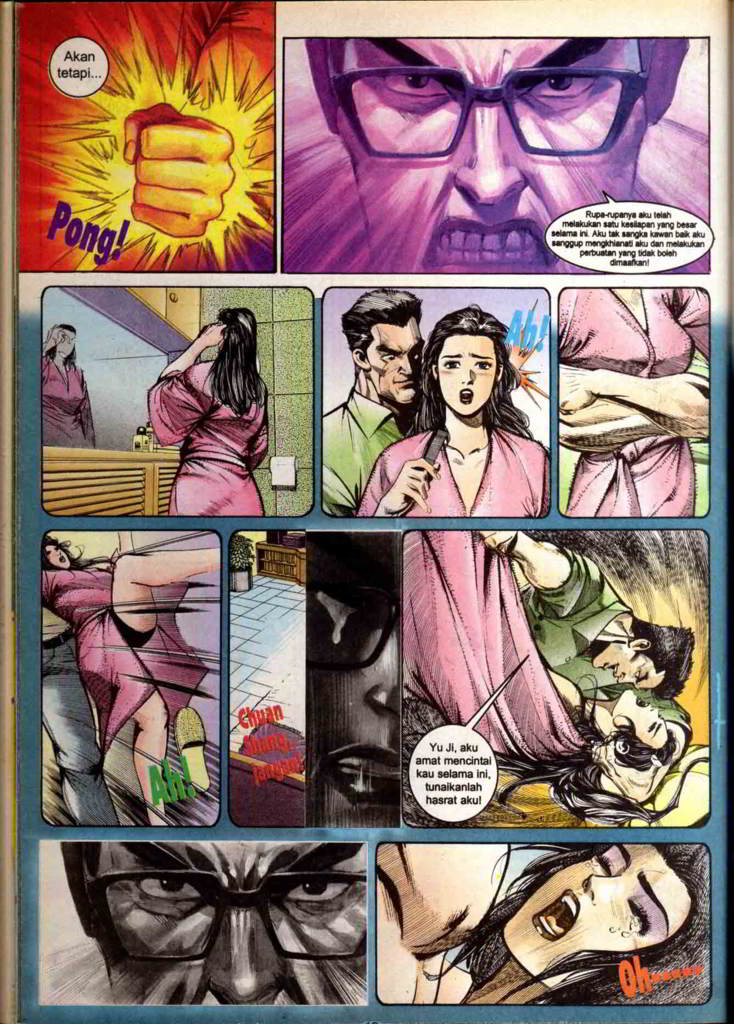 Akan
tetapi...
Pong!
Rupa-rupanya aku telah
melakukan satu kesilapan yang besar
selama ini. Aku tak sangka kawan baik aku
sanggup mengkhianati aku dan melakukan
perbuatan yang tidak boleh
dimaafkan!
Ah!
Ah!
Chuan
Shung..
jangan!
Yu Ji, aku
amat mencintai
kau selama ini,
tunaikanlah
hasrat aku!
Oh......